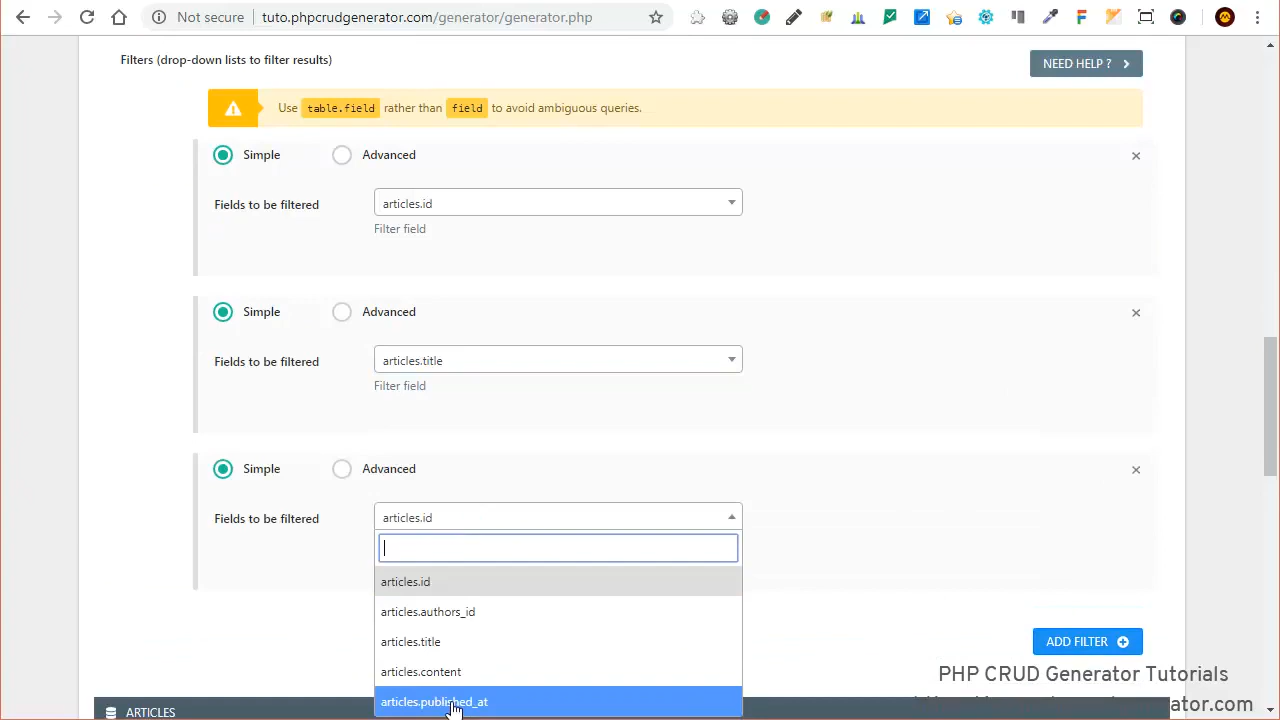 Not secure
tuto.phpcrudgenerator.com/generator/generator.php
Filters (drop-down lists to filter results)
NEED HELP ?
Use table.field rather than field to avoid ambiguous queries.
Simple
Advanced
×
Fields to be filtered
articles.id
Filter field
Simple
Advanced
×
Fields to be filtered
articles.title
Filter field
Simple
Advanced
×
Fields to be filtered
articles.id
articles.id
articles.authors_id
articles.title
articles.content
articles.published_at
ADD FILTER
PHP CRUD Generator Tutorials
ARTICLES